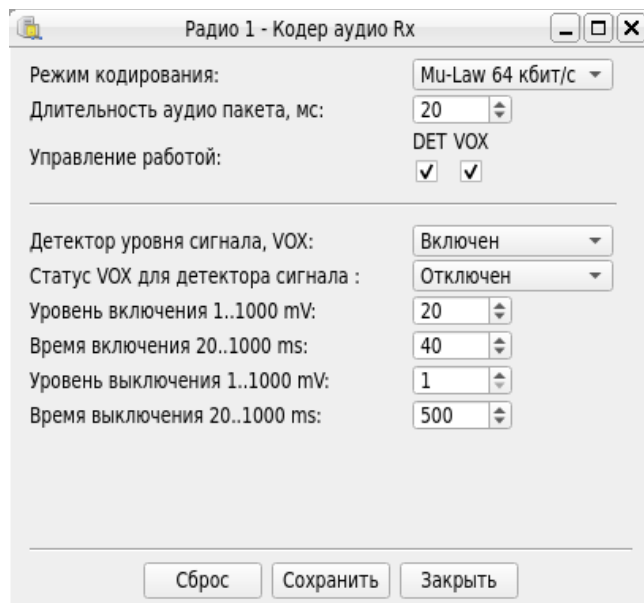 Радио 1 - Кодер аудио Rx
Режим кодирования: Mu-Law 64 кбит/с
Длительность аудио пакета, мс: 20
DET VOX
Управление работой:
Детектор уровня сигнала, VOX: Включен
Статус VOX для детектора сигнала : Отключен
Уровень включения 1..1000 mV: 20
Время включения 20..1000 ms: 40
Уровень выключения 1..1000 mV: 1
Время выключения 20..1000 ms: 500
Сброс Сохранить Закрыть